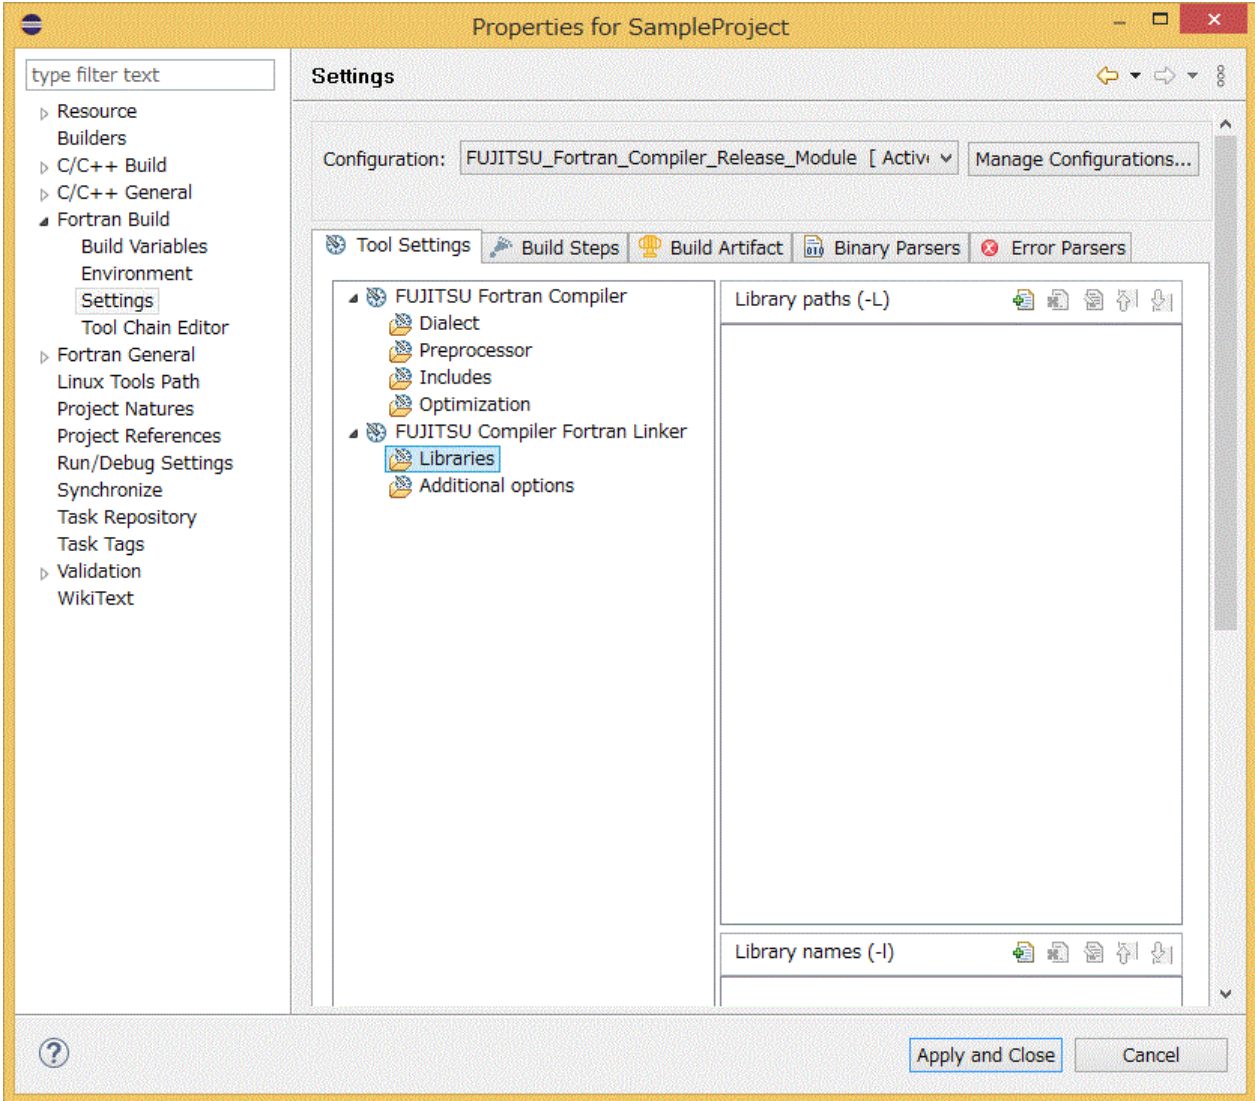 Properties for SampleProject
type filter text
Resource
Builders
C/C++ Build
C/C++ General
Fortran Build
Build Variables
Environment
Settings
Tool Chain Editor
Fortran General
Linux Tools Path
Project Natures
Project References
Run/Debug Settings
Synchronize
Task Repository
Task Tags
Validation
WikiText
Settings
Configuration: FUJITSU_Fortran_Compiler_Release_Module [ Activ Manage Configurations...
Tool Settings Build Steps Build Artifact Binary Parsers Error Parsers
FUJITSU Fortran Compiler
Dialect
Preprocessor
Includes
Optimization
FUJITSU Compiler Fortran Linker
Libraries
Additional options
Library paths (-L)
Library names (-l)
Apply and Close Cancel